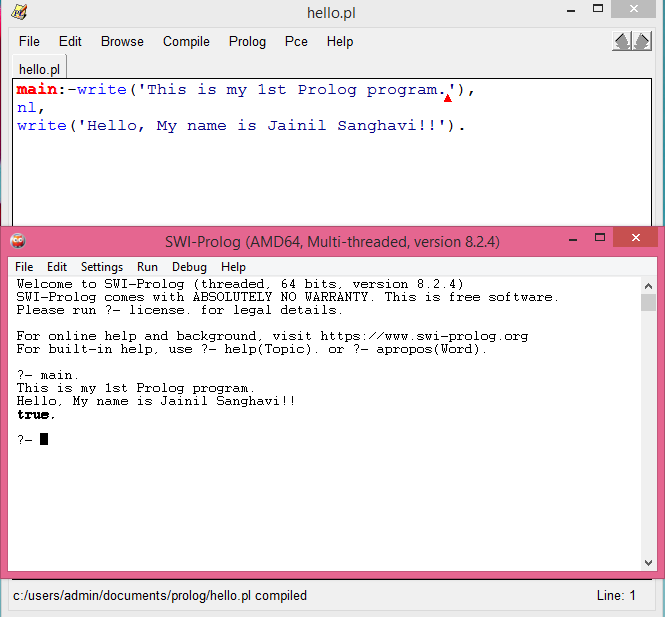 hello.pl
File Edit Browse Compile Prolog Pce Help
hello.pl
main:-write('This is my 1st Prolog program.'),
nl,
write('Hello, My name is Jainil Sanghavi!!').
SWI-Prolog (AMD64, Multi-threaded, version 8.2.4)
File Edit Settings Run Debug Help
Welcome to SWI-Prolog (threaded, 64 bits, version 8.2.4)
SWI-Prolog comes with ABSOLUTELY NO WARRANTY. This is free software.
Please run ?- license. for legal details.
For online help and background, visit https://www.swi-prolog.org
For built-in help, use ?- help(Topic). or ?- apropos(Word).
?- main.
This is my 1st Prolog program.
Hello, My name is Jainil Sanghavi!!
true.
?-
c:/users/admin/documents/prolog/hello.pl compiled Line: 1